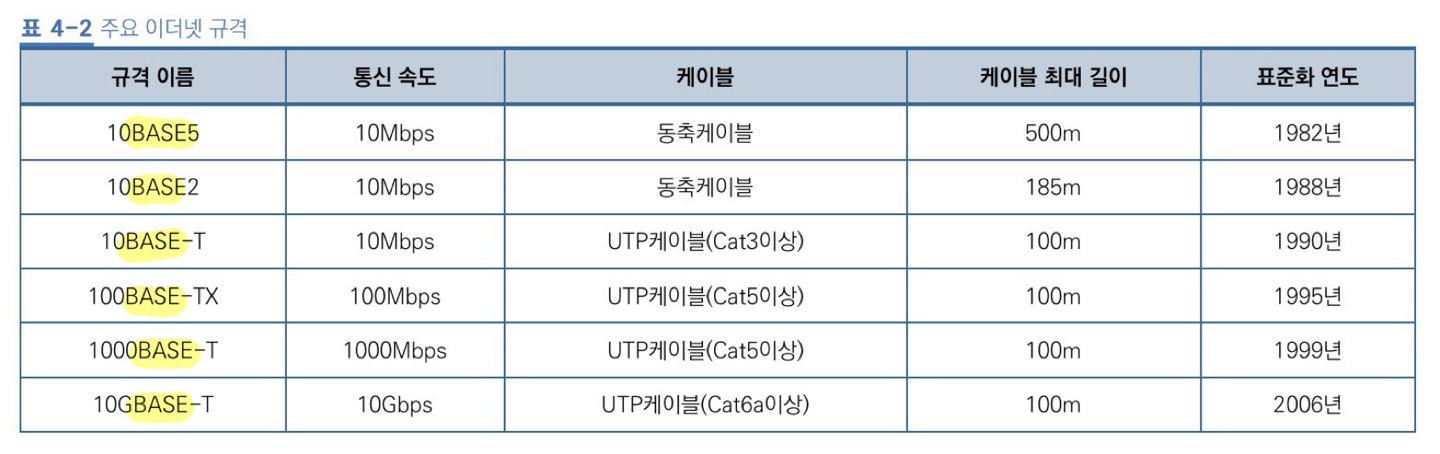 표 4-2 주요 이더넷 규격
규격 이름 통신 속도 케이블 케이블 최대 길이 표준화 연도
10BASE5 10Mbps 동축케이블 500m 1982년
10BASE2 10Mbps 동축케이블 185m 1988년
10BASE-T 10Mbps UTP케이블(Cat3이상) 100m 1990년
100BASE-TX 100Mbps UTP케이블(Cat5이상) 100m 1995년
1000BASE-T 1000Mbps UTP케이블(Cat5이상) 100m 1999년
10GBASE-T 10Gbps UTP케이블(Cat6a이상) 100m 2006년